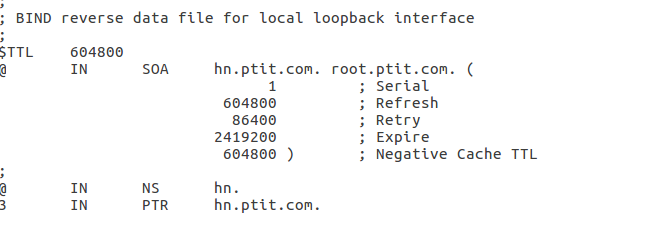 ;
; BIND reverse data file for local loopback interface
;
$TTL    604800
@       IN      SOA     hn.ptit.com. root.ptit.com. (
                              1         ; Serial
                         604800         ; Refresh
                          86400         ; Retry
                        2419200         ; Expire
                         604800 )       ; Negative Cache TTL
;
@       IN      NS      hn.
3       IN      PTR     hn.ptit.com.